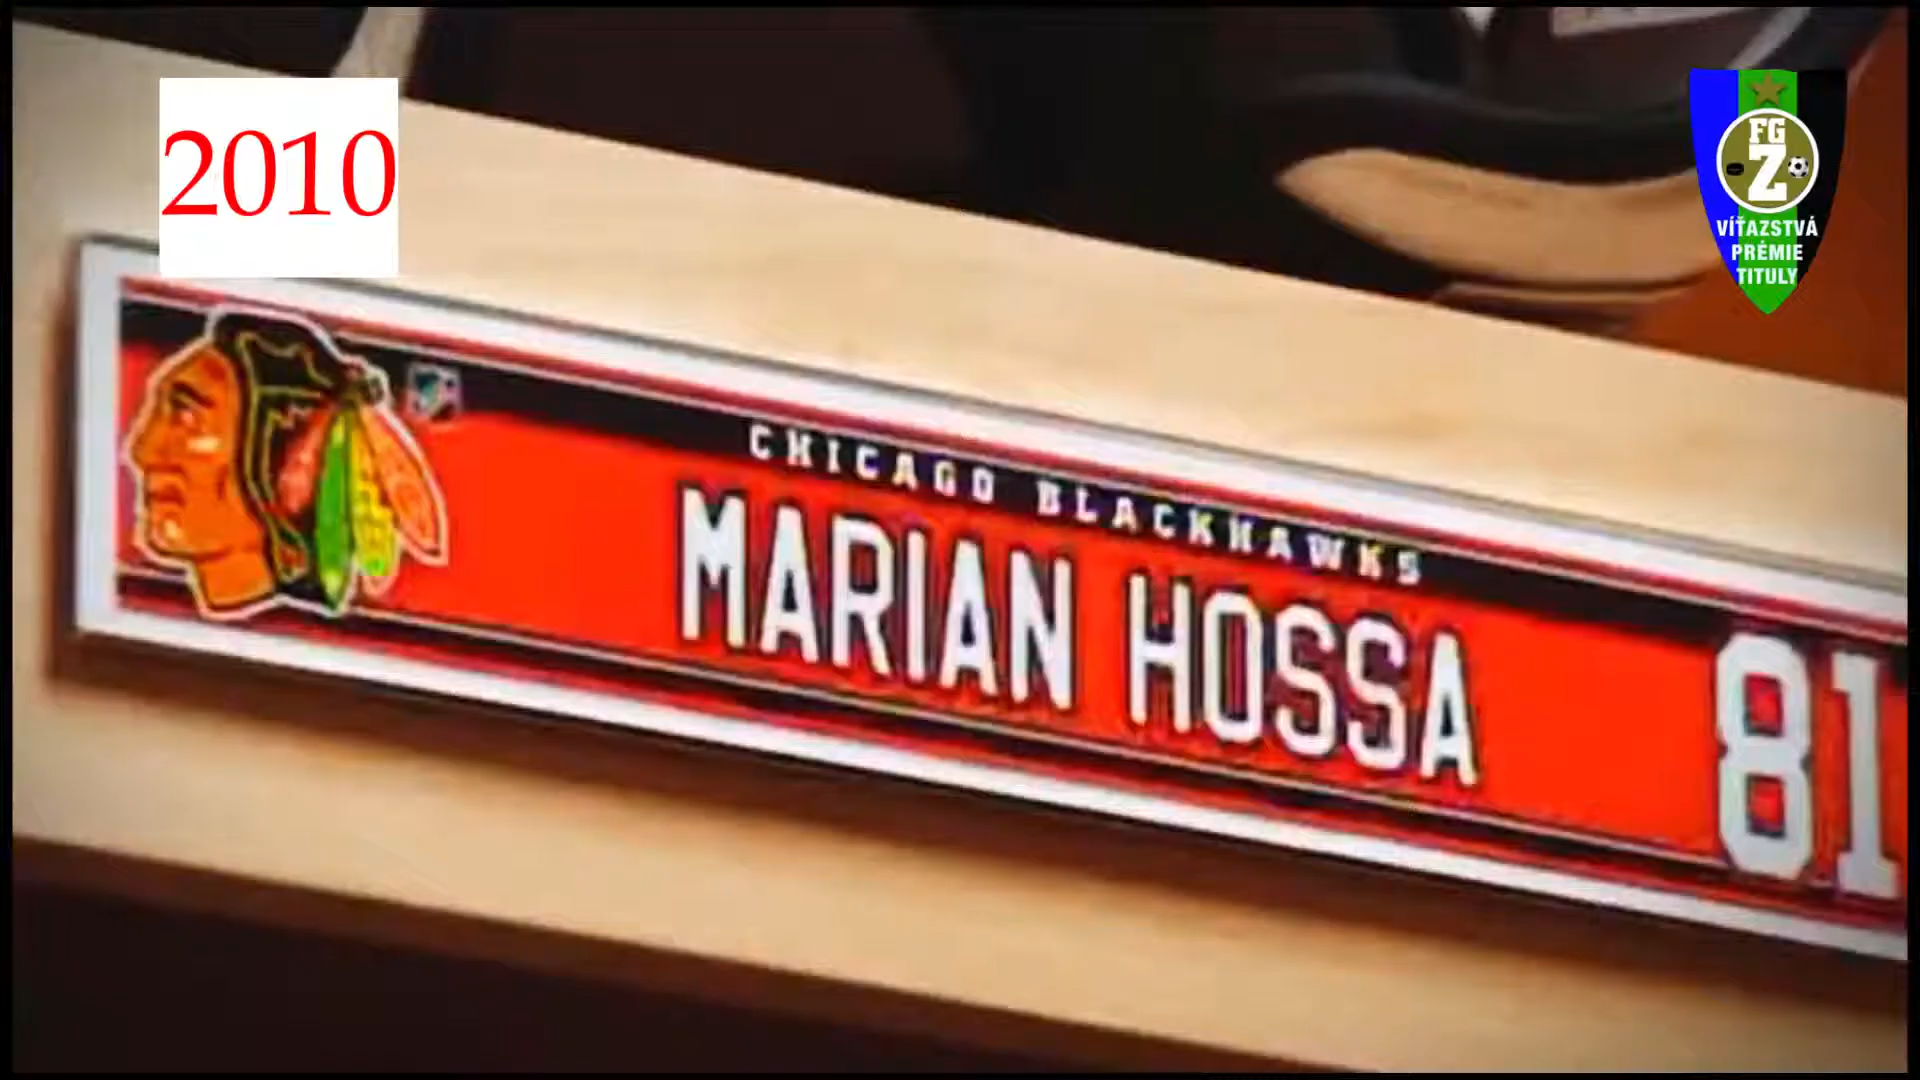 2010
FG
Z
VÍŤAZSTVÁ
PRÉMIE
TITULY
CHICAGO BLACKHAWKS
MARIAN HOSSA
81